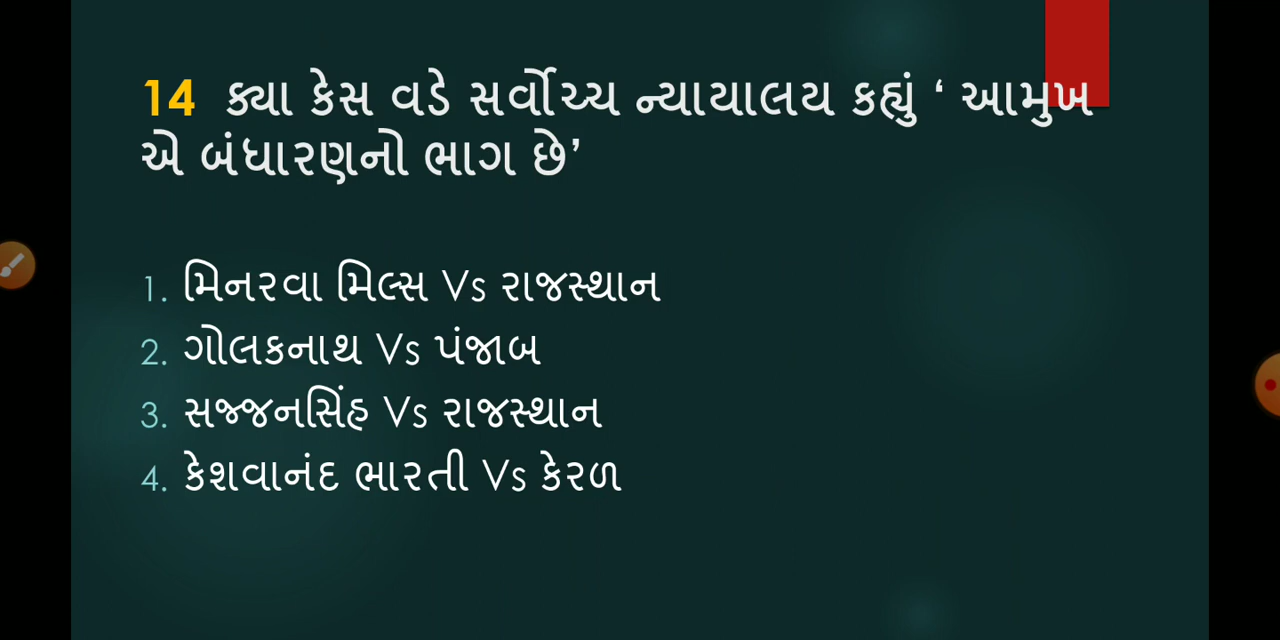 14 ક્યા કેસ વડે સર્વોચ્ચ ન્યાયાલય કહ્યું ‘ આમુખ
એ બંધારણનો ભાગ છે’
1. મિનરવા મિલ્સ Vs રાજસ્થાન
2. ગોલકનાથ Vs પંજાબ
3. સજ્જનસિંહ Vs રાજસ્થાન
4. કેશવાનંદ ભારતી Vs કેરળ